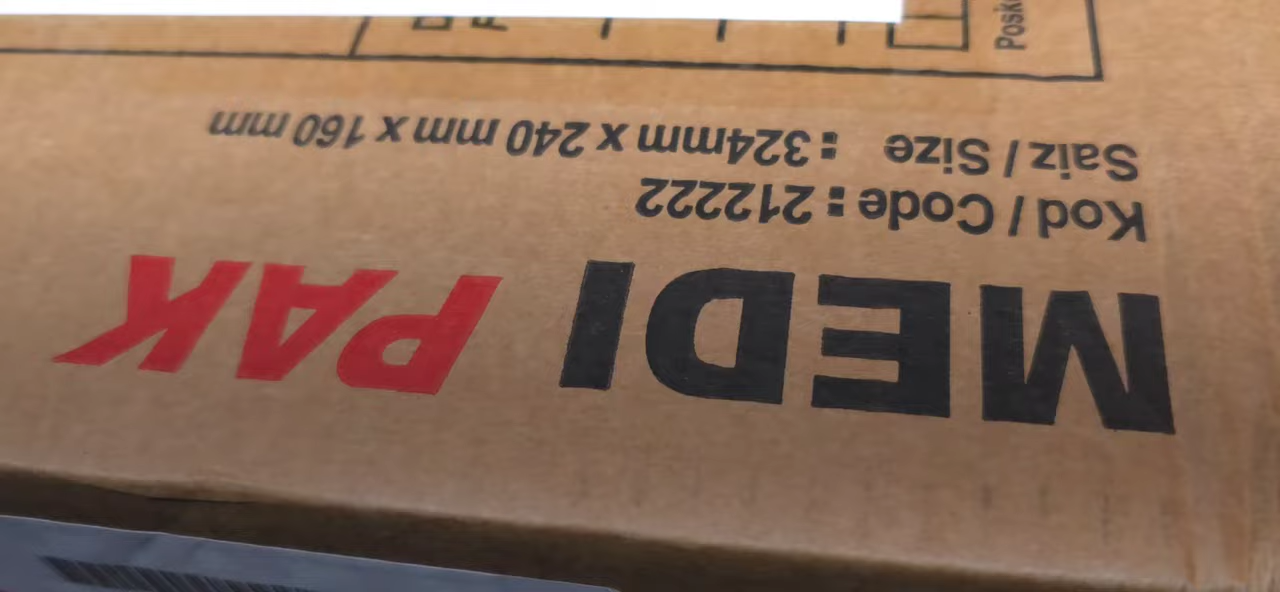 MEDI PAK
Kod / Code : 212222
Saiz / Size : 324mm x 240 mm x 160 mm